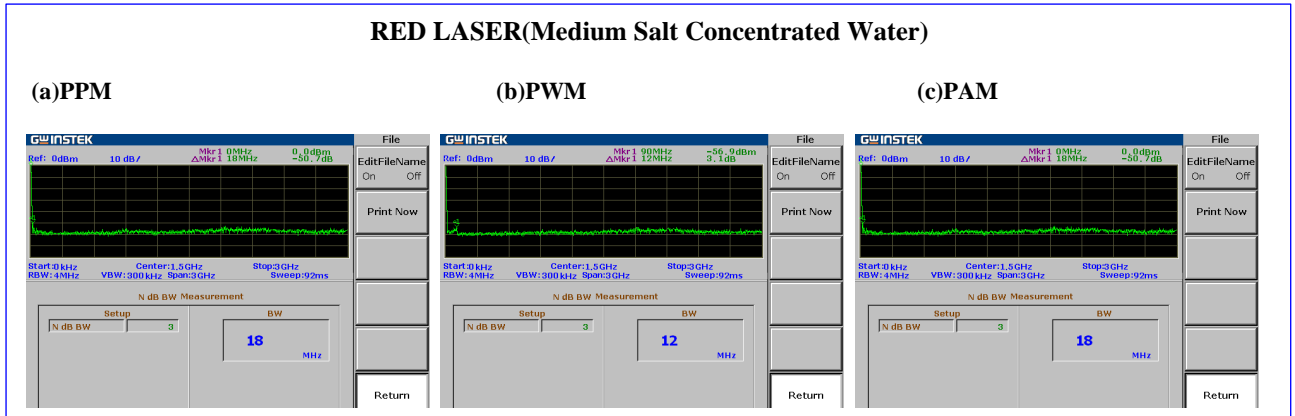 RED LASER(Medium Salt Concentrated Water)
(a)PPM
(b)PWM
(c)PAM
GWINSTEK
Mkr1 0MHz 0.0dBm
Ref: 0dBm 10 dB/ ΔMkr1 18MHz -50.7dB
Start:0kHz Center:1.5GHz Stop:3GHz
RBW:4MHz VBW:300kHz Span:3GHz Sweep:92ms
N dB BW Measurement
Setup BW
N dB BW 3
18
MHz
File
EditFileName
On Off
Print Now
Return
GWINSTEK
Mkr1 90MHz -56.9dBm
Ref: 0dBm 10 dB/ ΔMkr1 12MHz 3.1dB
Start:0kHz Center:1.5GHz Stop:3GHz
RBW:4MHz VBW:300kHz Span:3GHz Sweep:92ms
N dB BW Measurement
Setup BW
N dB BW 3
12
MHz
File
EditFileName
On Off
Print Now
Return
GWINSTEK
Mkr1 0MHz 0.0dBm
Ref: 0dBm 10 dB/ ΔMkr1 18MHz -50.7dB
Start:0kHz Center:1.5GHz Stop:3GHz
RBW:4MHz VBW:300kHz Span:3GHz Sweep:92ms
N dB BW Measurement
Setup BW
N dB BW 3
18
MHz
File
EditFileName
On Off
Print Now
Return